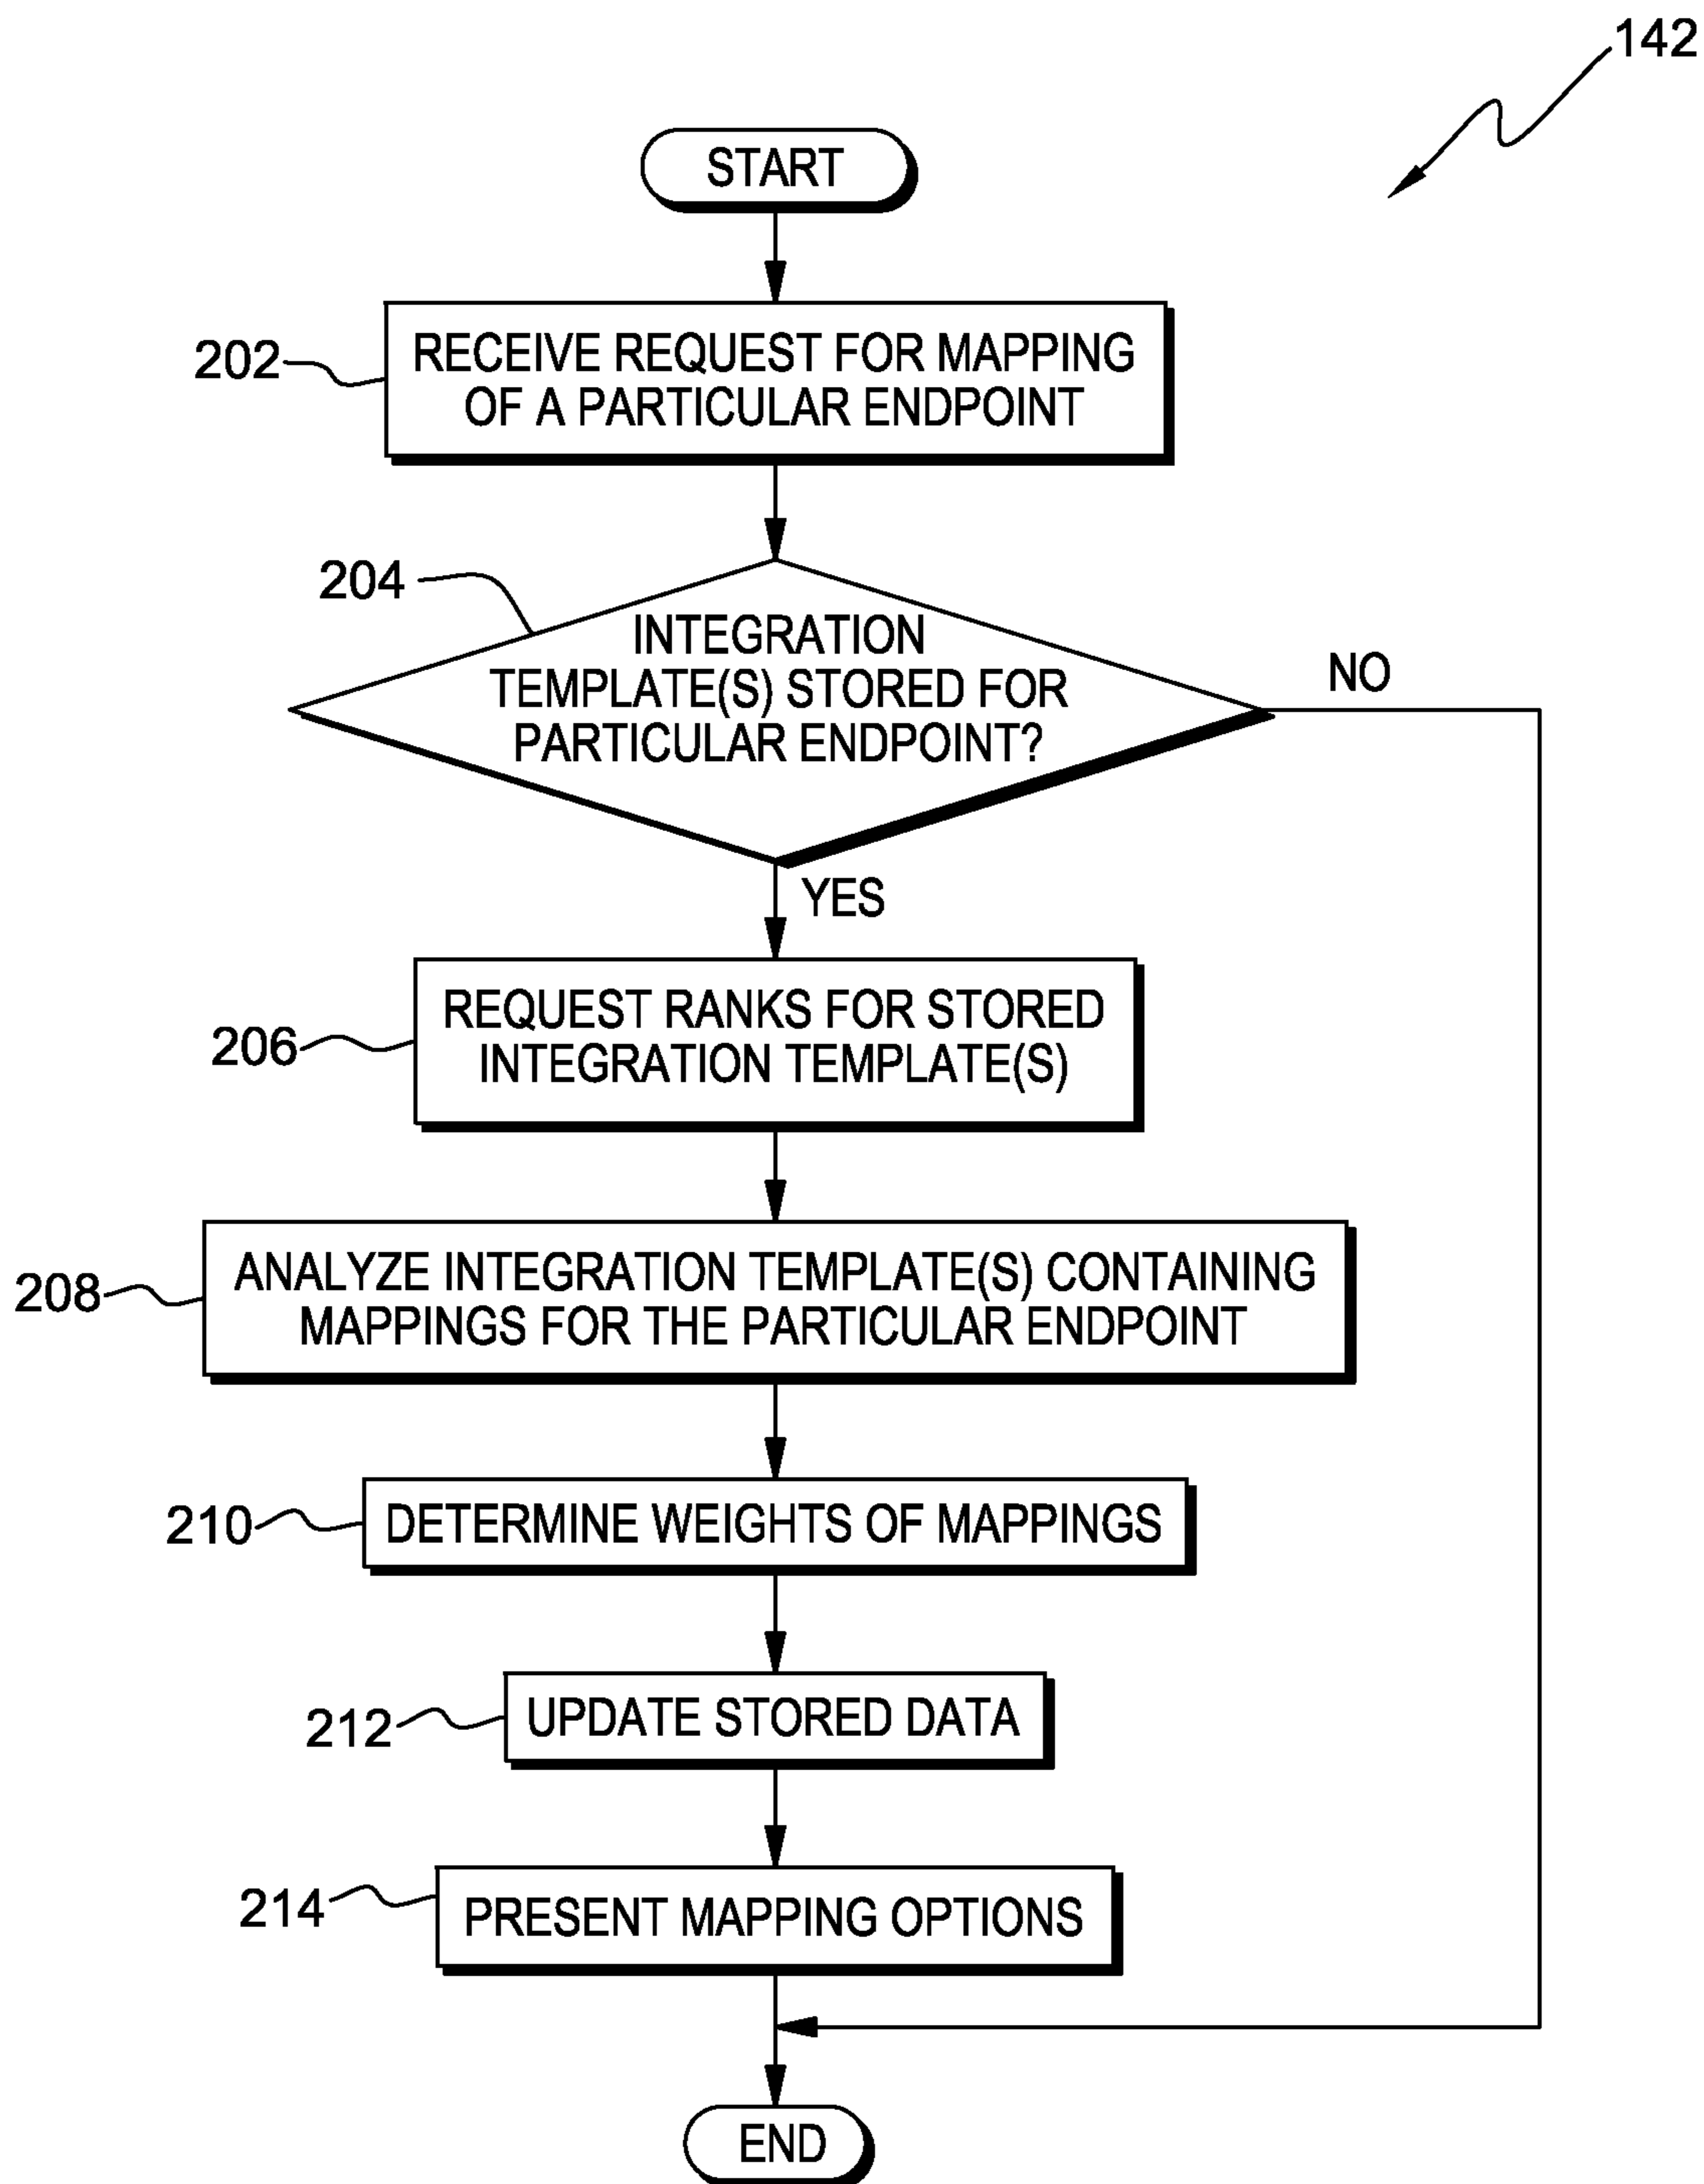 142
START
202
RECEIVE REQUEST FOR MAPPING
OF A PARTICULAR ENDPOINT
204
INTEGRATION
TEMPLATE(S) STORED FOR
PARTICULAR ENDPOINT?
NO
YES
206
REQUEST RANKS FOR STORED
INTEGRATION TEMPLATE(S)
208
ANALYZE INTEGRATION TEMPLATE(S) CONTAINING
MAPPINGS FOR THE PARTICULAR ENDPOINT
210
DETERMINE WEIGHTS OF MAPPINGS
212
UPDATE STORED DATA
214
PRESENT MAPPING OPTIONS
END